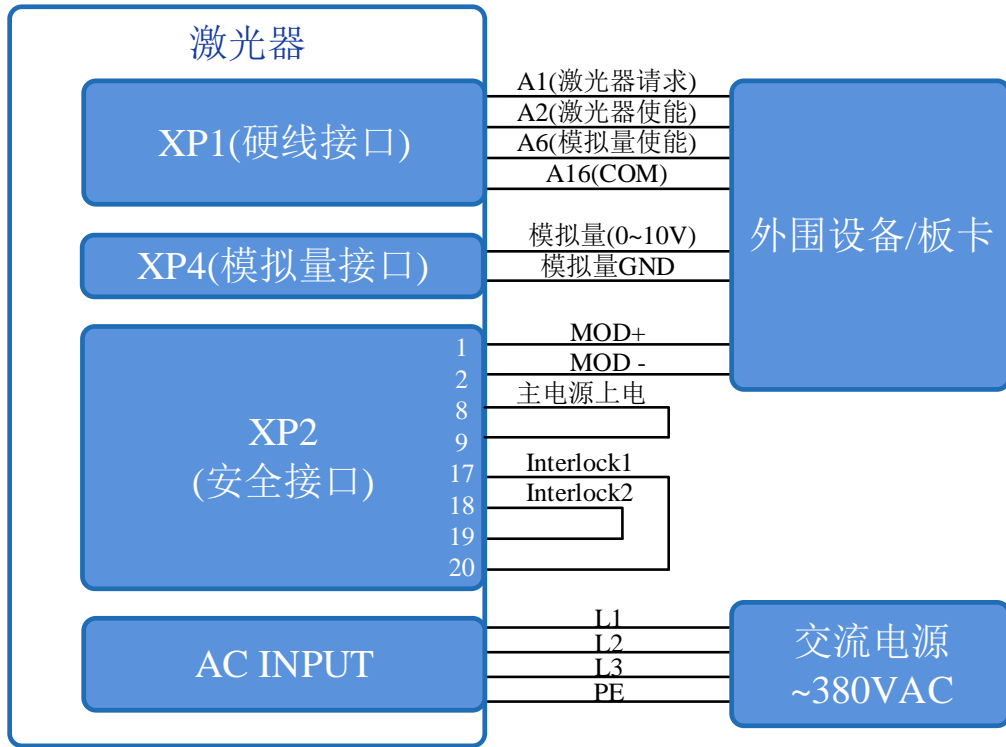 激光器
XP1(硬线接口)
A1(激光器请求)
A2(激光器使能)
A6(模拟量使能)
A16(COM)
外围设备/板卡
XP4(模拟量接口)
模拟量(0~10V)
模拟量GND
XP2
(安全接口)
1
2
8
9
17
18
19
20
MOD+
MOD -
主电源上电
Interlock1
Interlock2
AC INPUT
L1
L2
L3
PE
交流电源
~380VAC